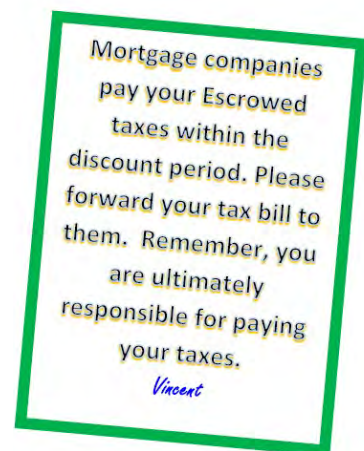 Mortgage companies
pay your Escrowed
taxes within the
discount period. Please
forward your tax bill to
them.  Remember, you
are ultimately
responsible for paying
your taxes.
Vincent